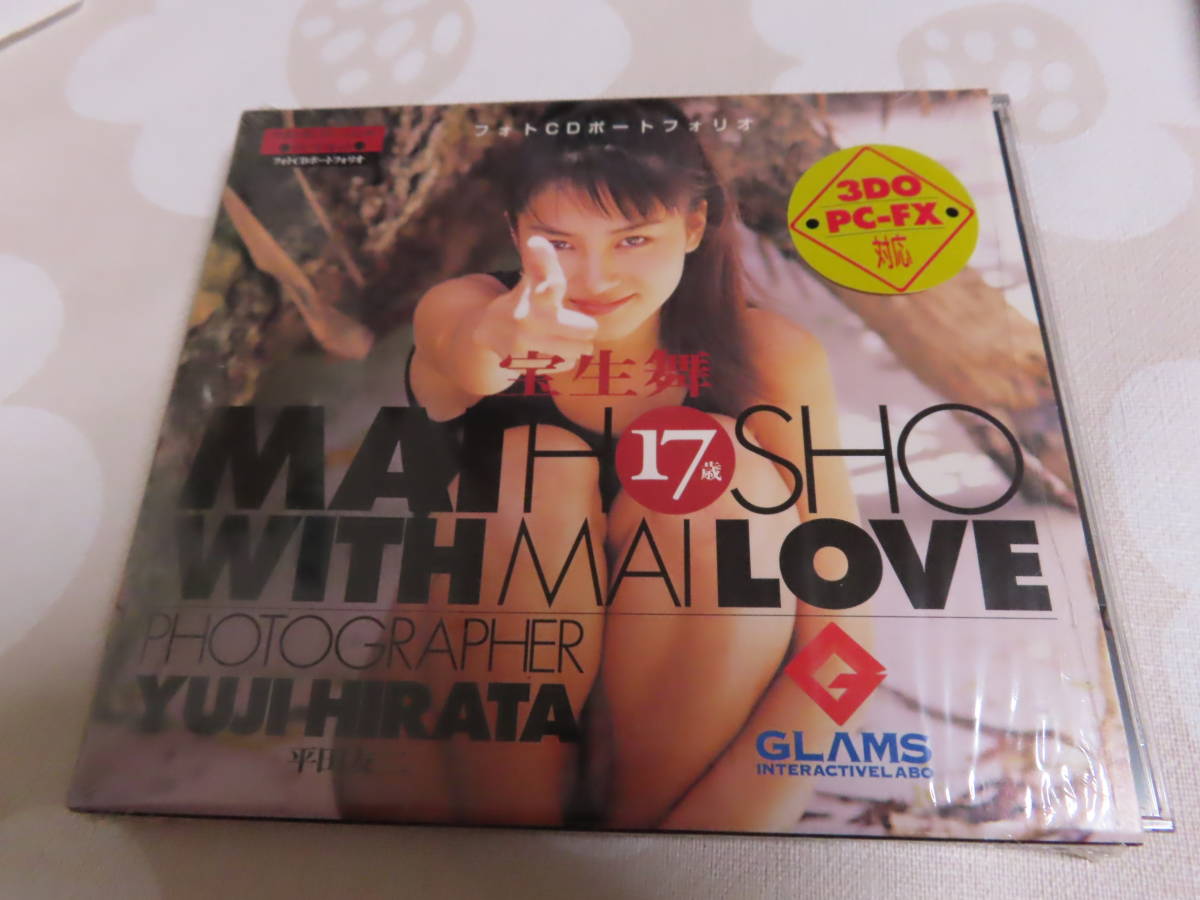 フォトCDポートフォリオ
フォトCDポートフォリオ
3DO
PC-FX
対応
宝生舞
MAI HOSHO
17歳
WITH MAI LOVE
PHOTOGRAPHER
YUJI HIRATA
GLAMS
INTERACTIVELABO